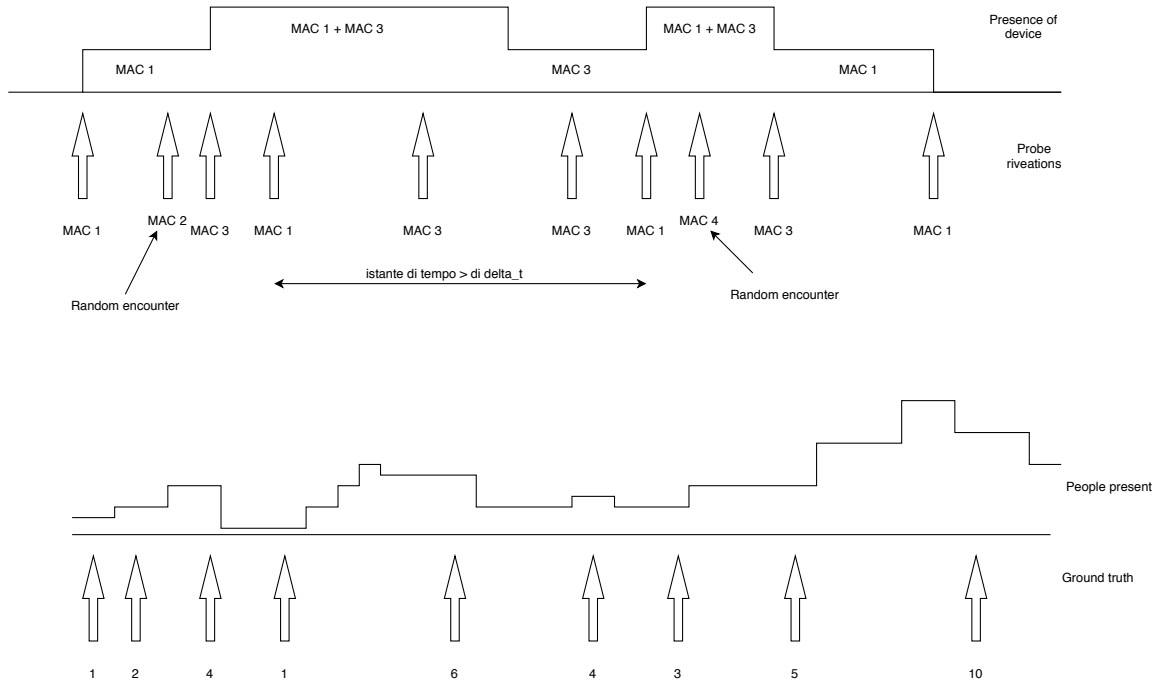 MAC 1 + MAC 3
MAC 1 + MAC 3
Presence of
device
MAC 1
MAC 3
MAC 1
Probe
riveations
MAC 1
MAC 2
MAC 3
MAC 1
MAC 3
MAC 3
MAC 1
MAC 4
MAC 3
MAC 1
istante di tempo > di delta_t
Random encounter
Random encounter
People present
Ground truth
1
2
4
1
6
4
3
5
10